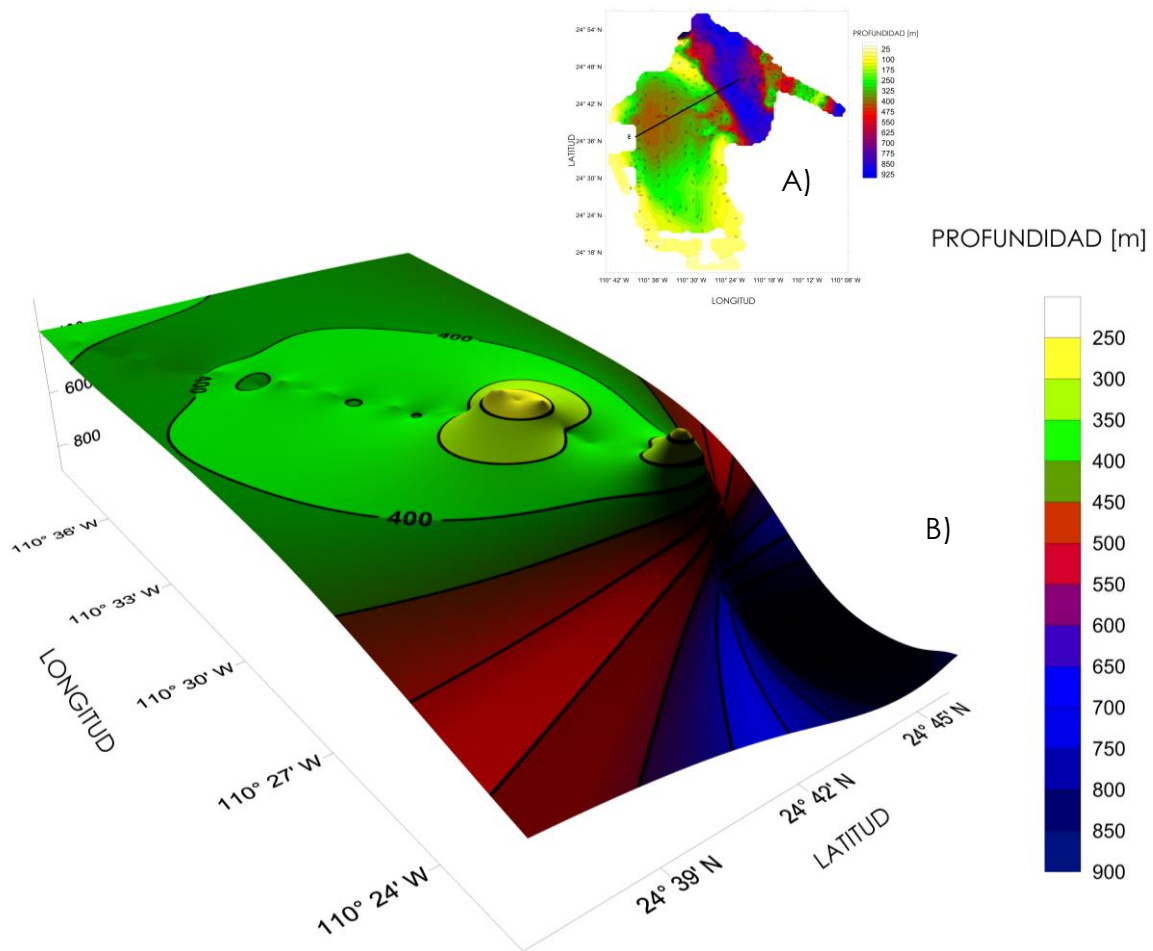 PROFUNDIDAD [m]
25
100
175
250
325
400
475
550
625
700
775
850
925
24° 54' N
24° 48' N
24° 42' N
24° 36' N
24° 30' N
24° 24' N
24° 18' N
LATITUD
E
A)
110° 42' W 110° 36' W 110° 30' W 110° 24' W 110° 18' W 110° 12' W 110° 06' W
LONGITUD
PROFUNDIDAD [m]
250
300
350
400
450
500
550
600
650
700
750
800
850
900
B)
600
800
400
400
400
110° 36' W
110° 33' W
110° 30' W
110° 27' W
110° 24' W
LONGITUD
24° 45' N
24° 42' N
24° 39' N
LATITUD